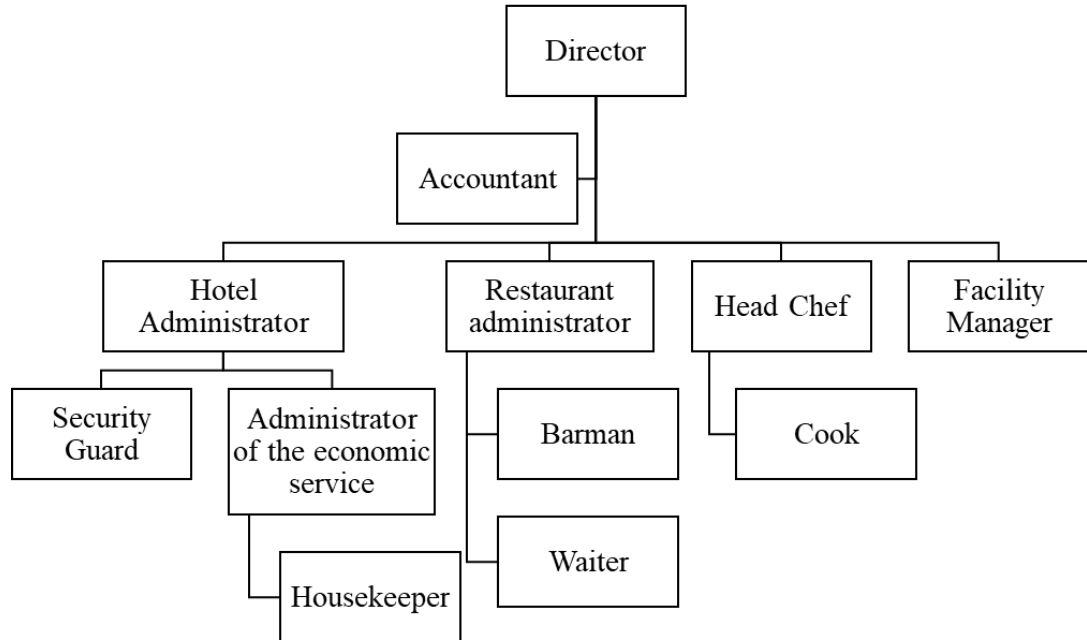 Director
Accountant
Hotel
Administrator
Restaurant
administrator
Head Chef
Facility
Manager
Security
Guard
Administrator
of the economic
service
Barman
Cook
Waiter
Housekeeper